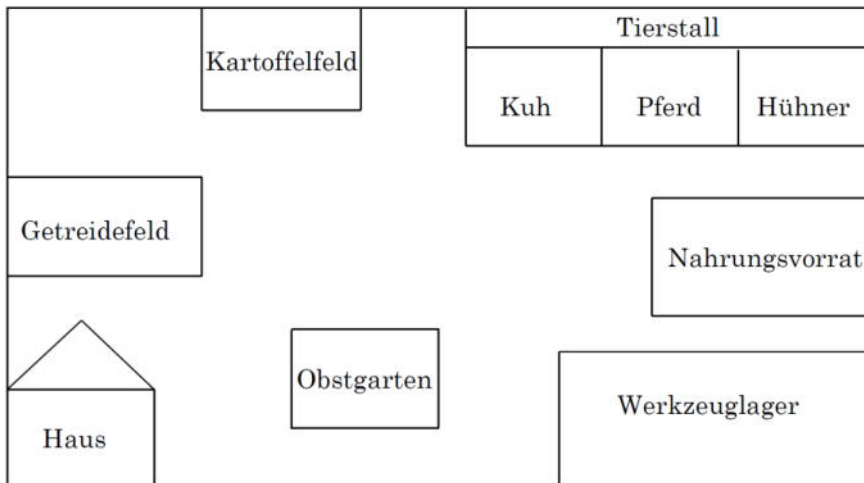 Tierstall
Kartoffelfeld
Kuh
Pferd
Hühner
Getreidefeld
Nahrungsvorrat
Obstgarten
Werkzeuglager
Haus